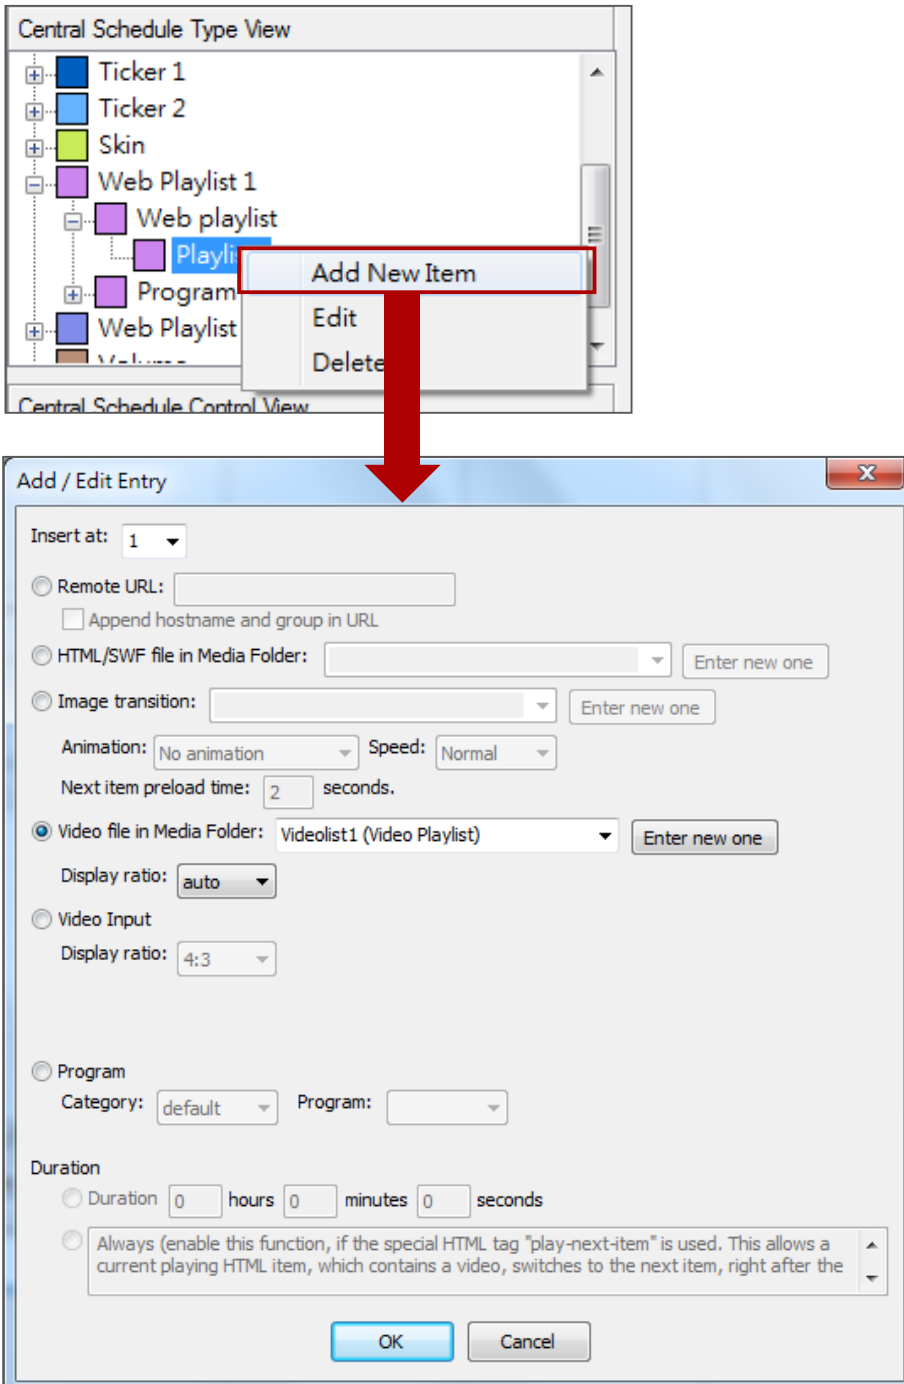 Central Schedule Type View
Ticker 1
Ticker 2
Skin
Web Playlist 1
Web playlist
Add New Item
Program
Edit
Web Playlist
Delete
Central Schedule Control View
Add / Edit Entry
Insert at: 1
Remote URL:
Append hostname and group in URL
HTML/SWF file in Media Folder: Enter new one
Image transition: Enter new one
Animation: No animation Speed: Normal
Next item preload time: 2 seconds.
Video file in Media Folder: Videolist1 (Video Playlist) Enter new one
Display ratio: auto
Video Input
Display ratio: 4:3
Program
Category: default Program:
Duration
Duration 0 hours 0 minutes 0 seconds
Always (enable this function, if the special HTML tag "play-next-item" is used. This allows a
current playing HTML item, which contains a video, switches to the next item, right after the
OK Cancel